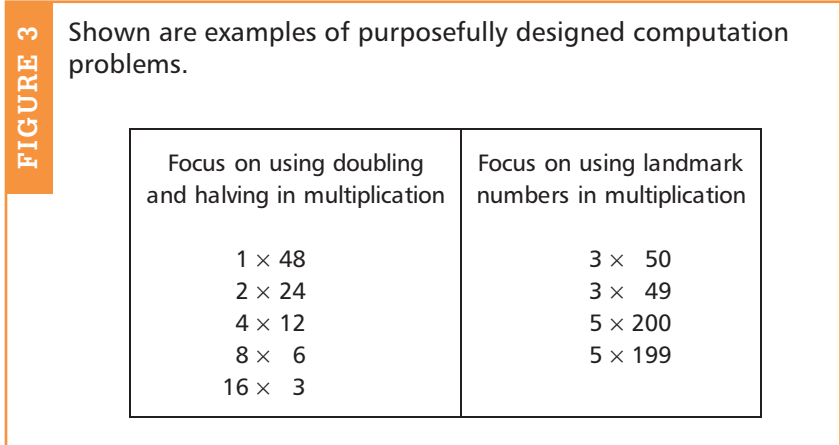 FIGURE 3
Shown are examples of purposefully designed computation
problems.
Focus on using doubling
and halving in multiplication
1 × 48
2 × 24
4 × 12
8 × 6
16 × 3
Focus on using landmark
numbers in multiplication
3 × 50
3 × 49
5 × 200
5 × 199